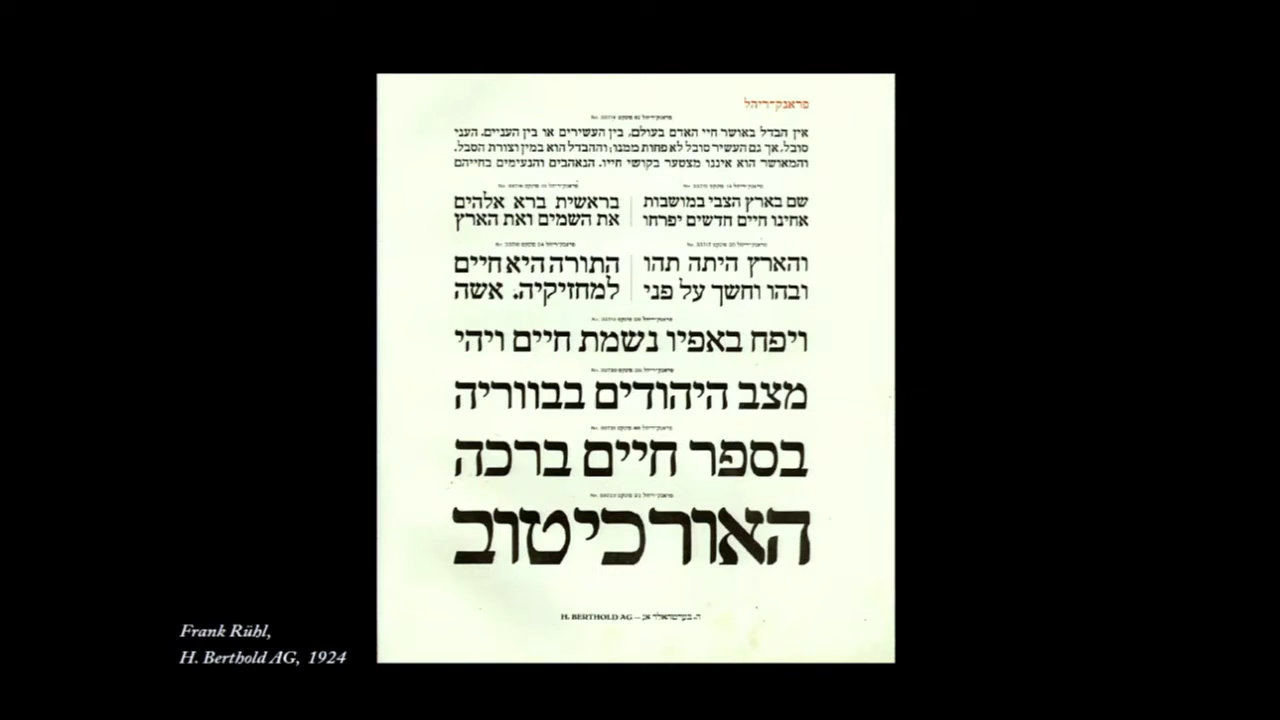 פראנק־ריהל
אין הבדל באושר חיי האדם בעולם, בין העשירים או בין העניים. העני
סובל, אך גם העשיר סובל לא פחות ממנו; וההבדל הוא במין וצורת הסבל.
והמאושר הוא איננו מצטער בקושי חייו. הנאהבים והנעימים בחייהם
שם בארץ הצבי במושבות
אחינו חיים חדשים יפרחו
בראשית ברא אלהים
את השמים ואת הארץ
והארץ היתה תהו
ובהו וחשך על פני
התורה היא חיים
למחזיקיה. אשה
ויפח באפיו נשמת חיים ויהי
מצב היהודים בבווריה
בספר חיים ברכה
האור כי טוב
H. BERTHOLD AG —
Frank Rühl,
H. Berthold AG, 1924